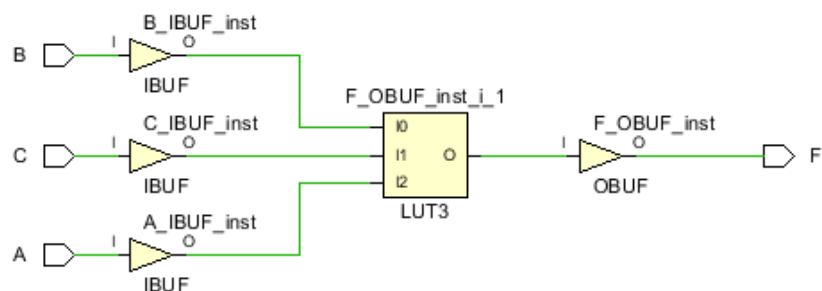 B_IBUF_inst
B
I
O
IBUF
C_IBUF_inst
C
I
O
IBUF
A_IBUF_inst
A
I
O
IBUF
F_OBUF_inst_i_1
I0
I1
I2
O
LUT3
F_OBUF_inst
I
O
F
OBUF